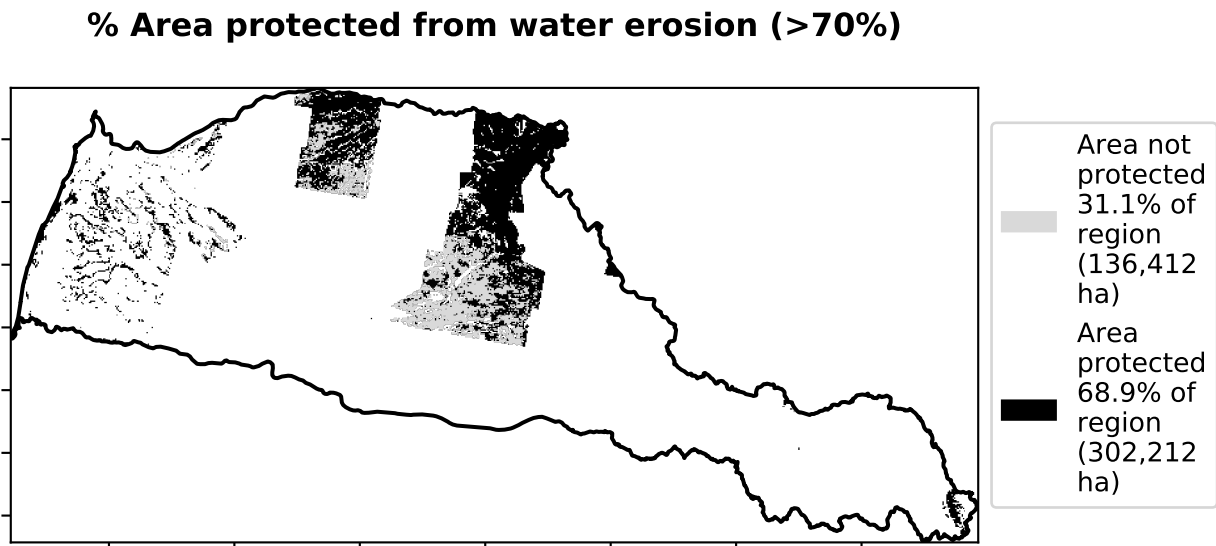 % Area protected from water erosion (>70%)
Area not
protected
31.1% of
region
(136,412
ha)
Area
protected
68.9% of
region
(302,212
ha)